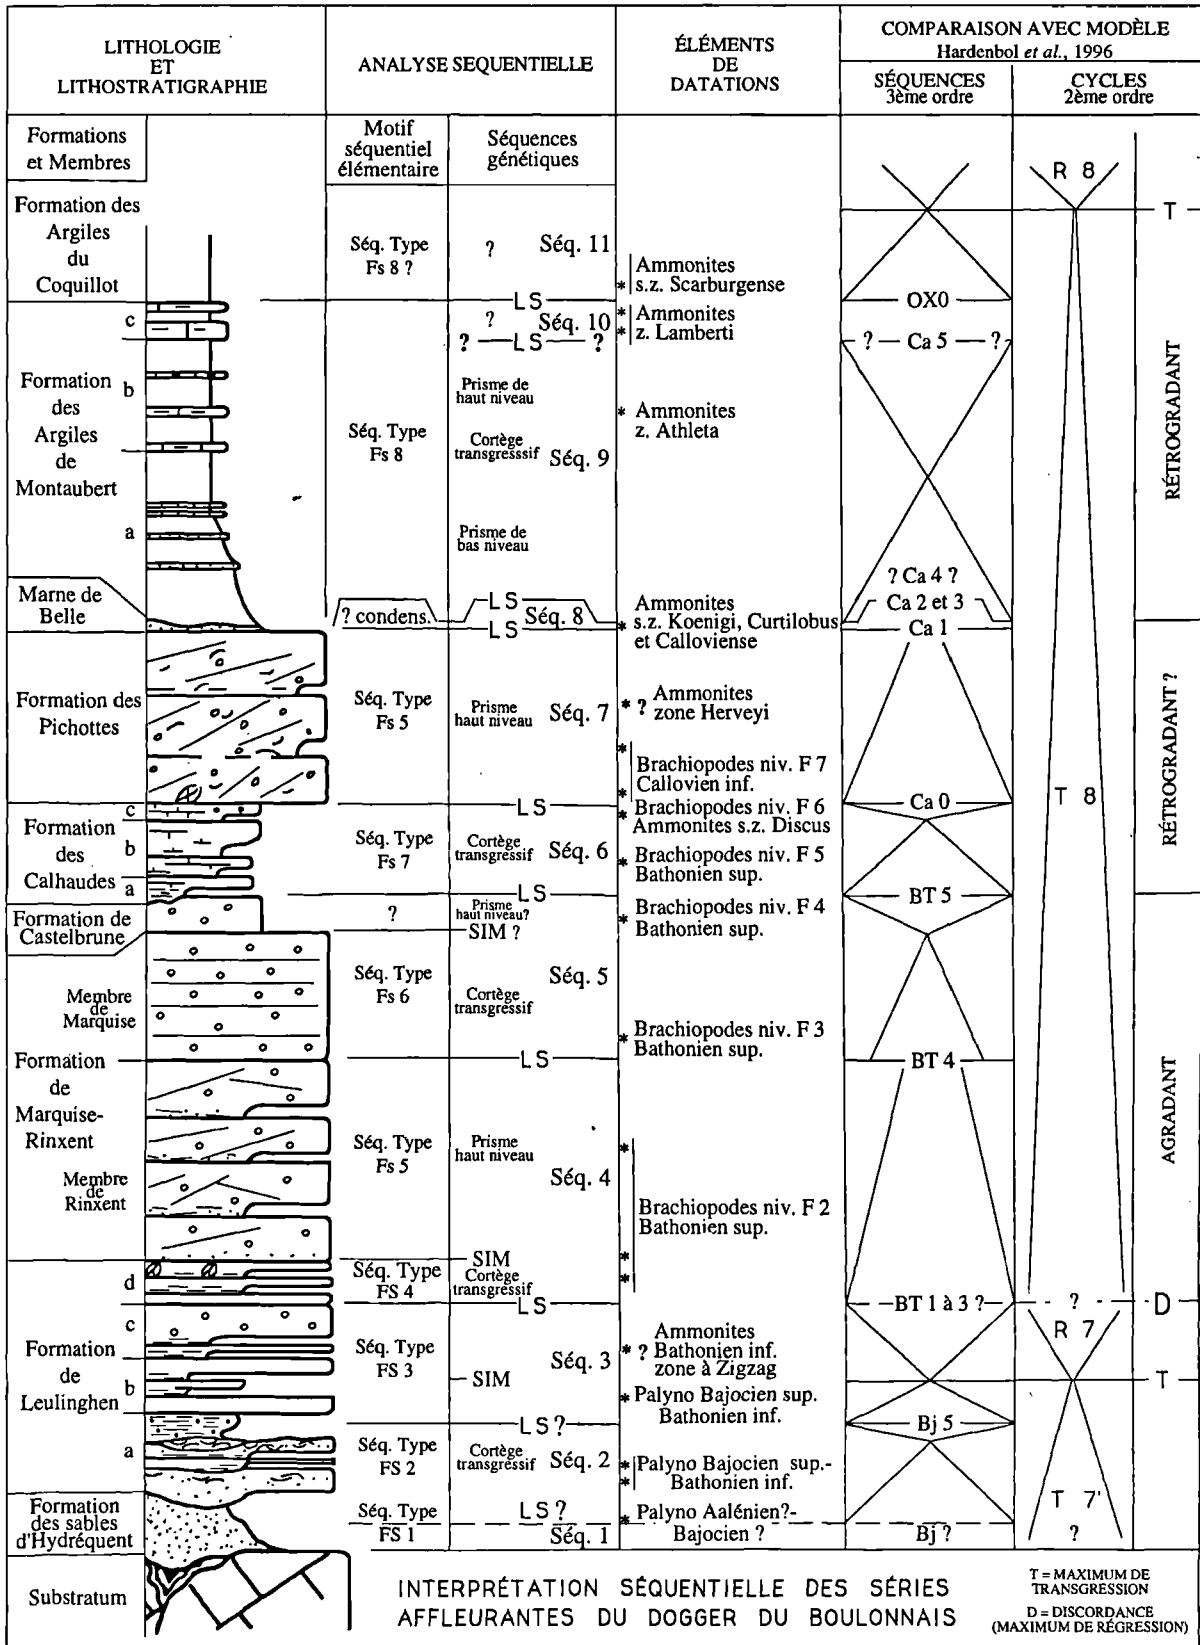 LITHOLOGIE
ET
LITHOSTRATIGRAPHIE
ANALYSE SEQUENTIELLE
ÉLÉMENTS
DE
DATATIONS
COMPARAISON AVEC MODÈLE
Hardenbol et al., 1996
SÉQUENCES
3ème ordre
CYCLES
2ème ordre
Formations
et Membres
Motif
séquentiel
élémentaire
Séquences
génétiques
R 8
T
Formation des
Argiles
du
Coquillot
Séq. Type
Fs 8 ?
? Séq. 11
Ammonites
* s.z. Scarburgense
LS
OX0
c
? Séq. 10
* Ammonites
* z. Lamberti
? LS ?
? Ca 5 ?
Formation
des
Argiles
de
Montaubert
b
a
Séq. Type
Fs 8
Prisme de
haut niveau
Cortège
transgresssif
Séq. 9
Prisme de
bas niveau
* Ammonites
z. Athleta
RÉTROGRADANT
Marne de
Belle
? condens.
LS
Séq. 8
LS
Ammonites
* s.z. Koenigi, Curtilobus
et Calloviense
? Ca 4 ?
Ca 2 et 3
Ca 1
Formation des
Pichottes
Séq. Type
Fs 5
Prisme
haut niveau
Séq. 7
* ? Ammonites
zone Herveyi
*
* Brachiopodes niv. F 7
Callovien inf.
T 8
RÉTROGRADANT ?
LS
Ca 0
c
Formation
des
Calhaudes
b
a
Séq. Type
Fs 7
Cortège
transgressif
Séq. 6
* Brachiopodes niv. F 6
Ammonites s.z. Discus
* Brachiopodes niv. F 5
Bathonien sup.
LS
BT 5
Formation de
Castelbrune
?
Prisme
haut niveau?
SIM ?
* Brachiopodes niv. F 4
Bathonien sup.
Membre
de
Marquise
Séq. Type
Fs 6
Cortège
transgressif
Séq. 5
* Brachiopodes niv. F 3
Bathonien sup.
LS
BT 4
Formation
de
Marquise-
Rinxent
Membre
de
Rinxent
Séq. Type
Fs 5
Prisme
haut niveau
Séq. 4
*
Brachiopodes niv. F 2
Bathonien sup.
*
*
AGRADANT
SIM
d
Séq. Type
FS 4
Cortège
transgressif
LS
BT 1 à 3 ?
?
D
c
Formation
de
Leulinghen
b
a
Séq. Type
FS 3
Séq. 3
SIM
Ammonites
* ? Bathonien inf.
zone à Zigzag
* Palyno Bajocien sup.
Bathonien inf.
R 7
T
LS ?
Bj 5
Séq. Type
FS 2
Cortège
transgressif
Séq. 2
* Palyno Bajocien sup.-
* Bathonien inf.
T 7'
Formation
des sables
d'Hydréquent
Séq. Type
FS 1
LS ?
Séq. 1
* Palyno Aalénien?-
Bajocien ?
Bj ?
?
Substratum
INTERPRÉTATION SÉQUENTIELLE DES SÉRIES
AFFLEURANTES DU DOGGER DU BOULONNAIS
T = MAXIMUM DE
TRANSGRESSION
D = DISCORDANCE
(MAXIMUM DE RÉGRESSION)